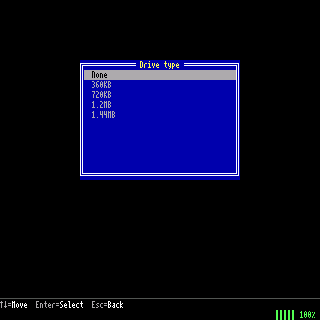 Drive type
None
360KB
720KB
1.2MB
1.44MB
↑↓=Move Enter=Select Esc=Back
100%